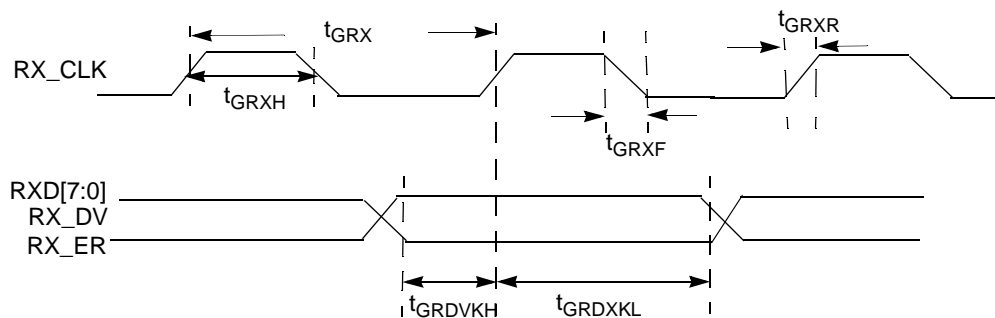 tGRX
tGRXR
RX_CLK
tGRXH
tGRXF
RXD[7:0]
RX_DV
RX_ER
tGRDVKH
tGRDXKL